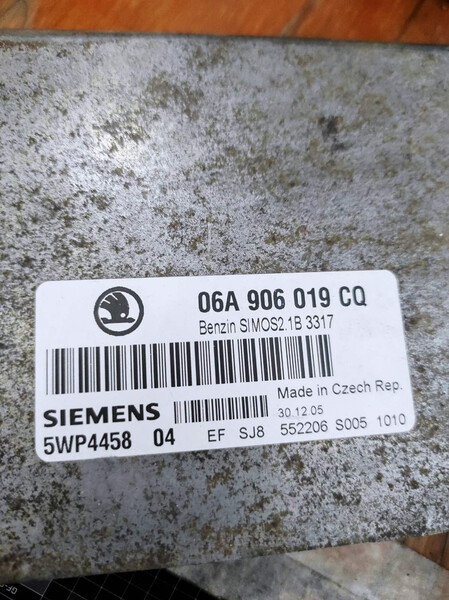 06A 906 019 CQ
Benzin SIMOS2.1B 3317
Made in Czech Rep.
SIEMENS
30.12.05
5WP4458 04 EF SJ8 552206 S005 1010